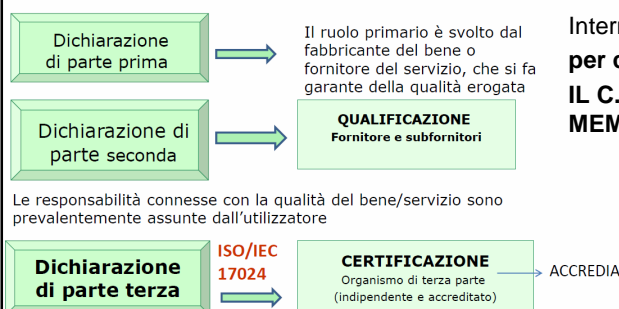 Dichiarazione
di parte prima
Il ruolo primario è svolto dal
fabbricante del bene o
fornitore del servizio, che si fa
garante della qualità erogata
Dichiarazione di
parte seconda
QUALIFICAZIONE
Fornitore e subfornitori
Le responsabilità connesse con la qualità del bene/servizio sono
prevalentemente assunte dall'utilizzatore
Dichiarazione
di parte terza
ISO/IEC
17024
CERTIFICAZIONE
Organismo di terza parte
(indipendente e accreditato)
ACCREDIA
per
IL C.